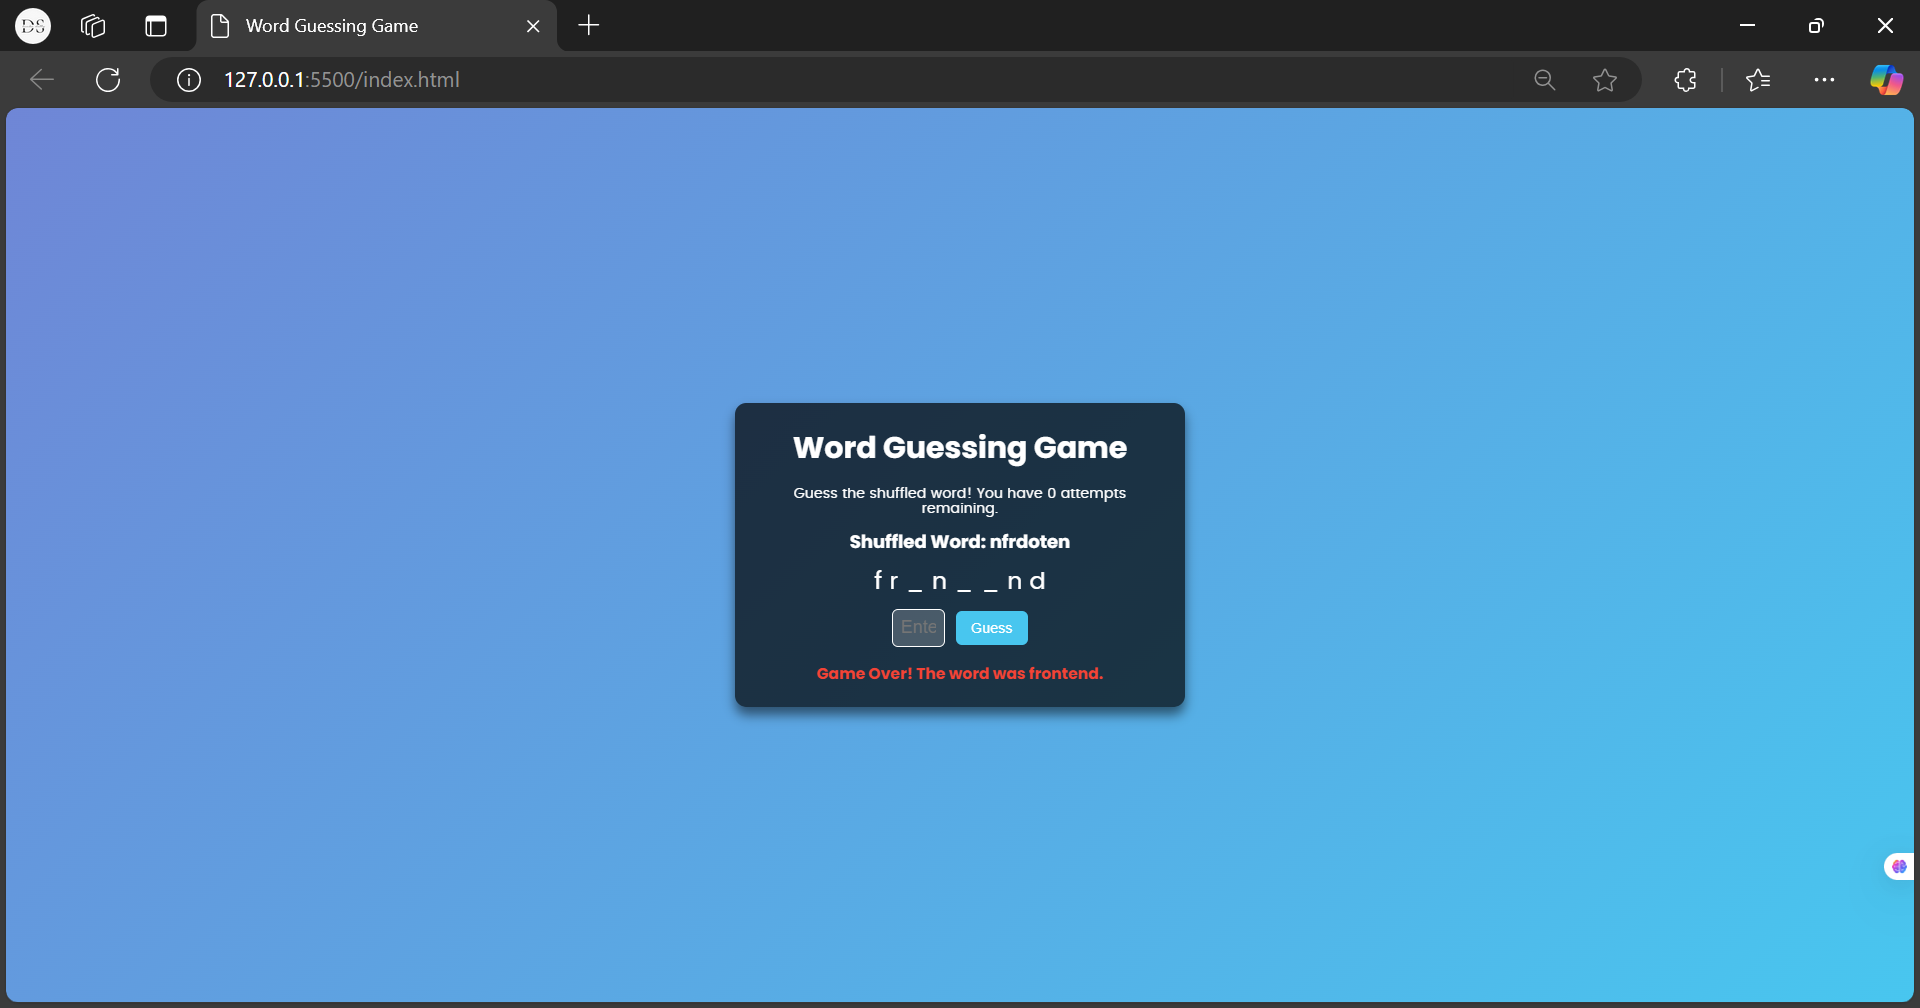 DS
Word Guessing Game
127.0.0.1:5500/index.html
Word Guessing Game
Guess the shuffled word! You have 0 attempts
remaining.
Shuffled Word: nfrdoten
f r _ n _ _ n d
Ente
Guess
Game Over! The word was frontend.